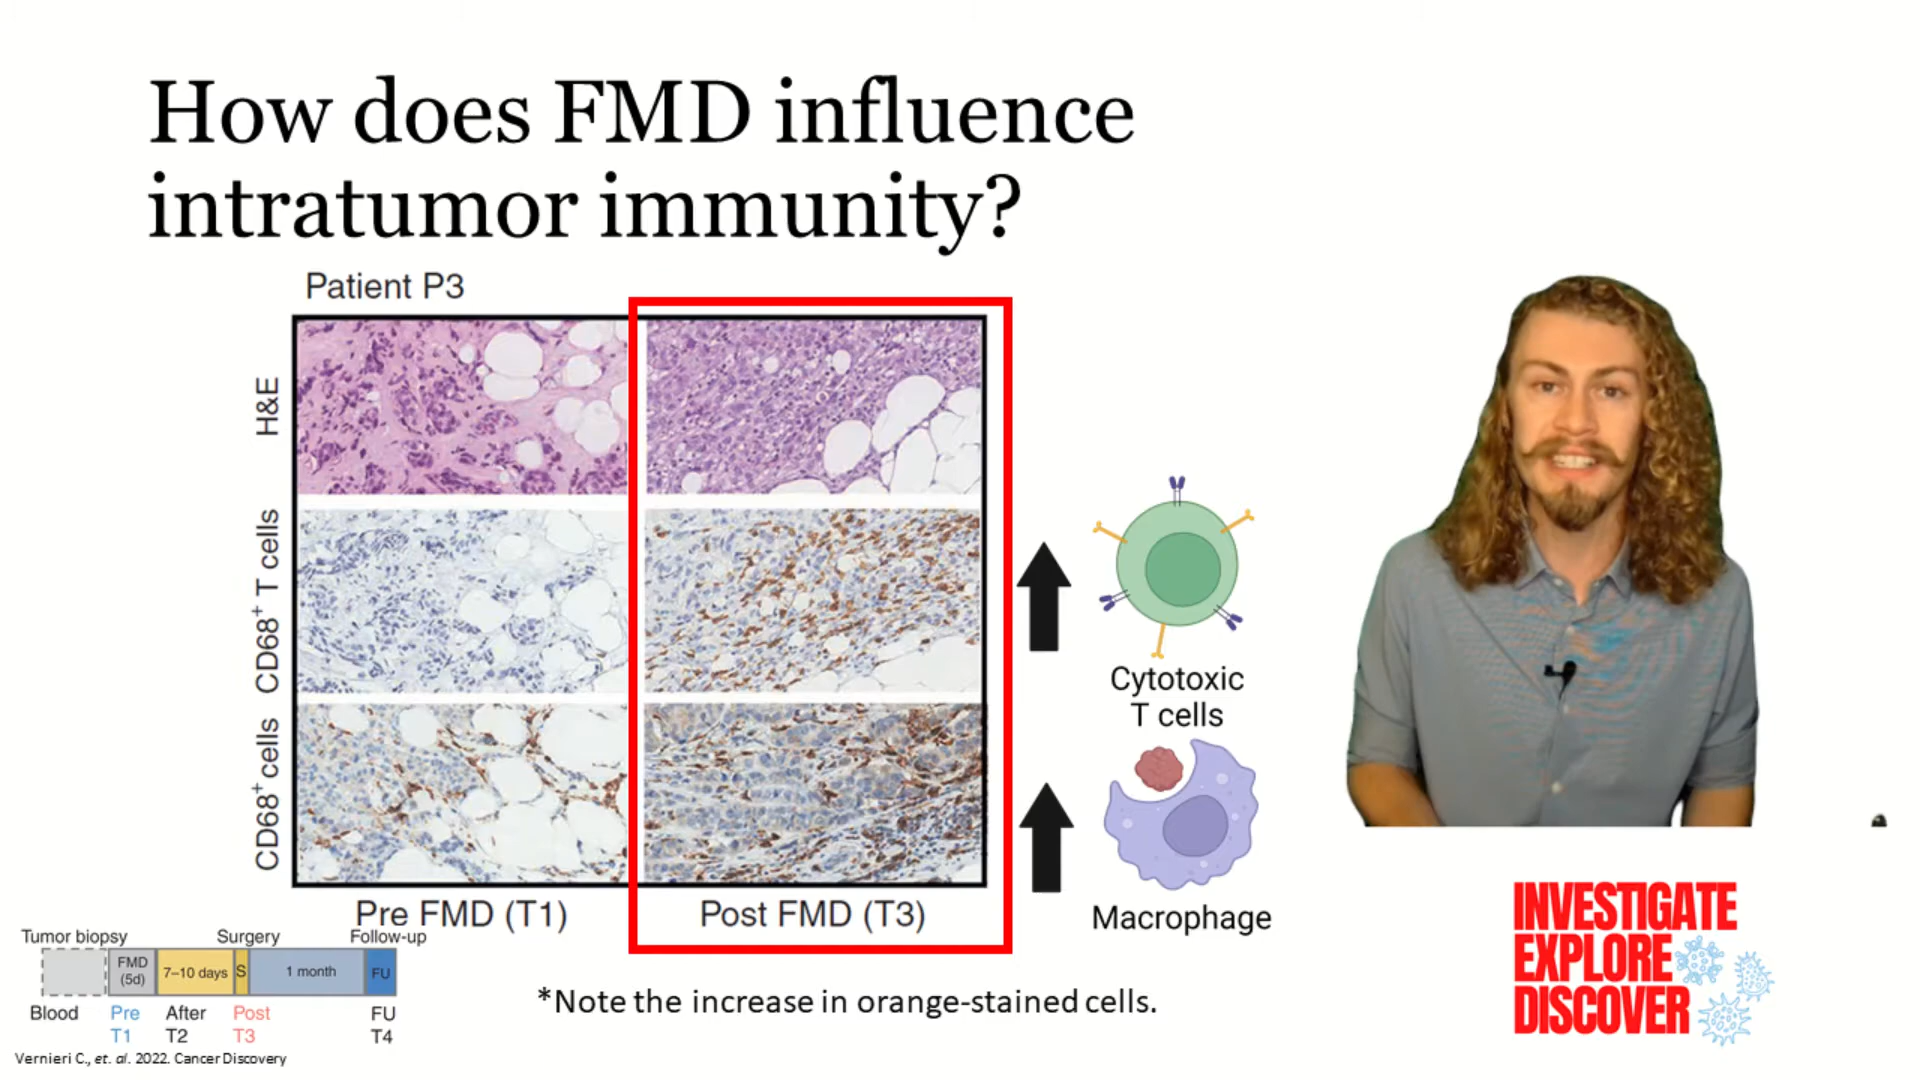 How does FMD influence
intratumor immunity?
Patient P3
H&E
CD68+ T cells
CD68+ cells
Pre FMD (T1)
Post FMD (T3)
Cytotoxic
T cells
Macrophage
Tumor biopsy
Surgery
Follow-up
FMD
(5d)
7–10 days
S
1 month
FU
Blood
Pre
T1
After
T2
Post
T3
FU
T4
Vernieri C., et. al. 2022. Cancer Discovery
*Note the increase in orange-stained cells.
INVESTIGATE
EXPLORE
DISCOVER